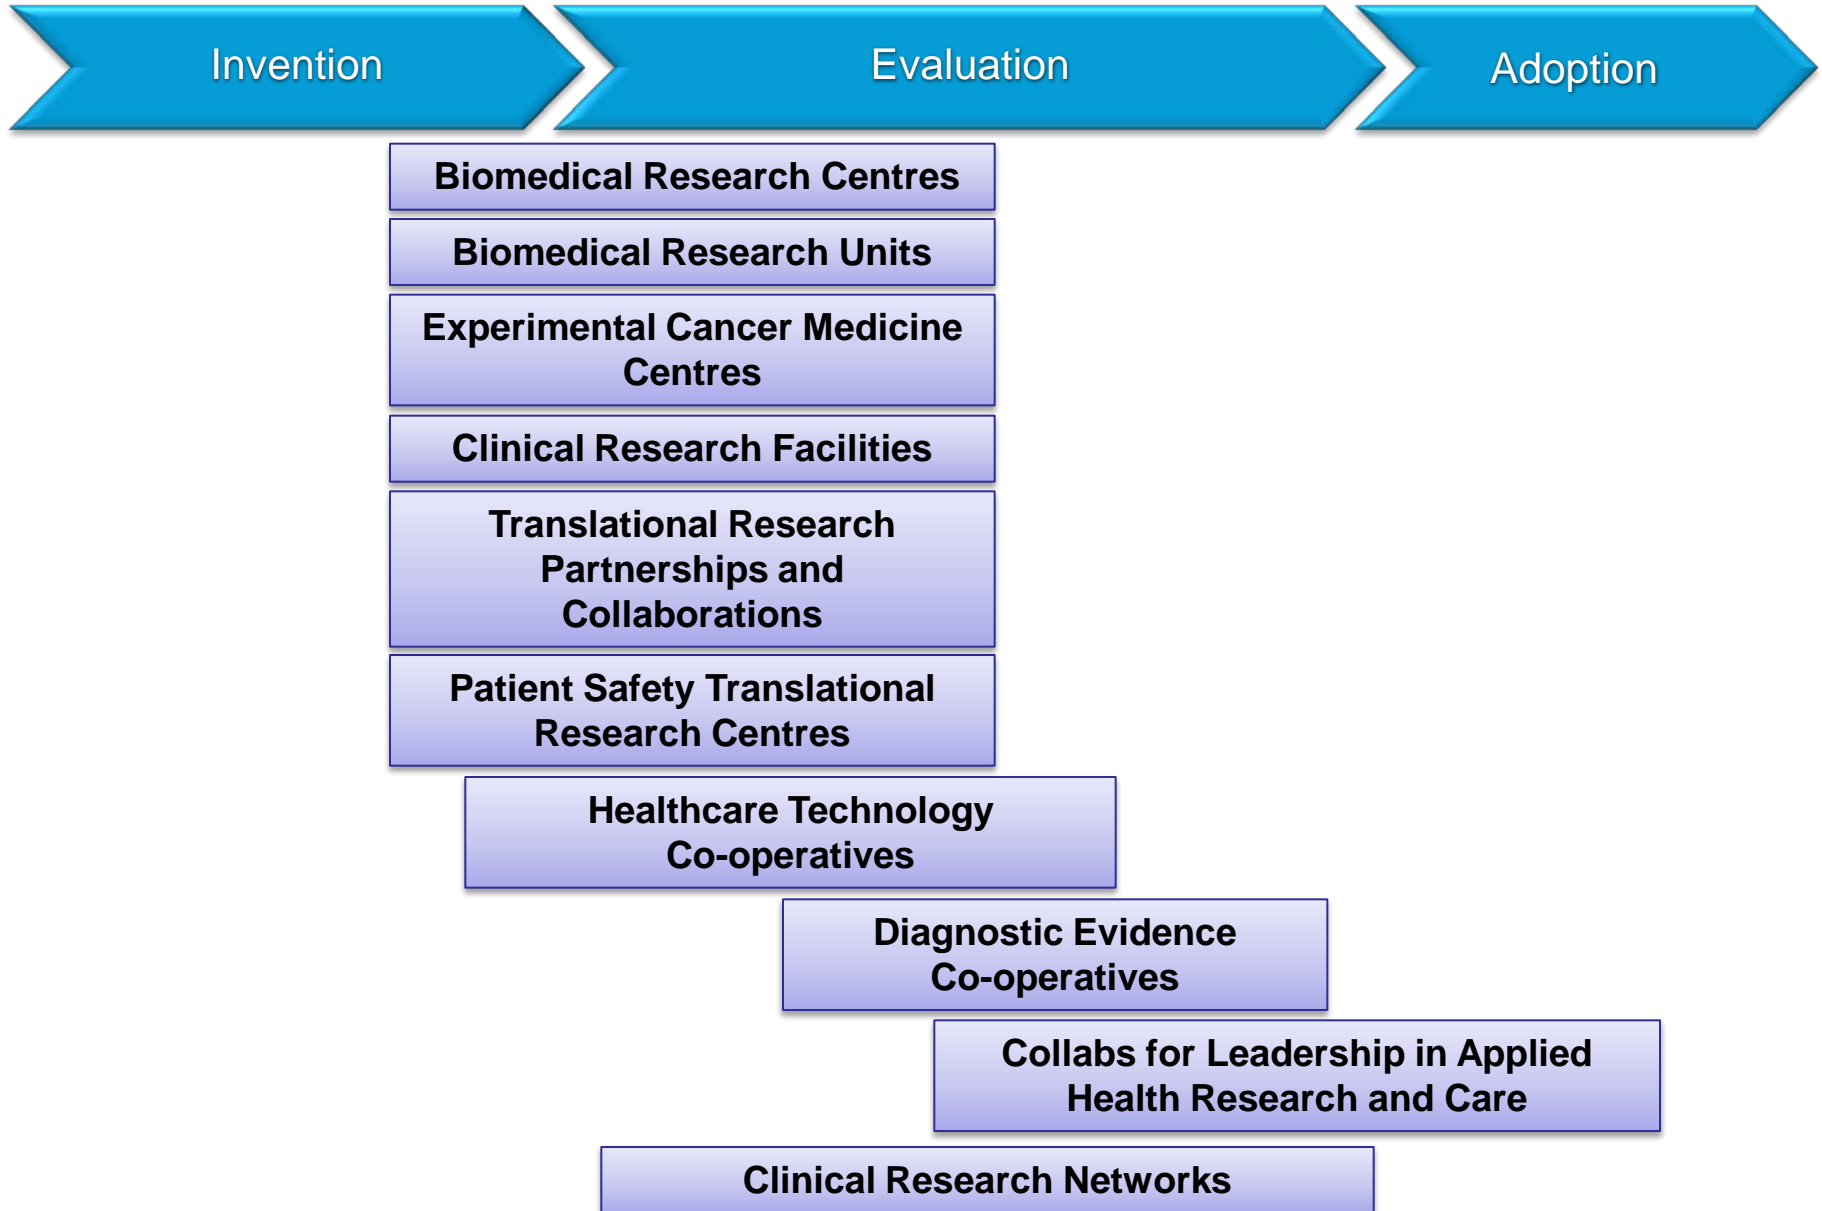 Invention
Evaluation
Adoption
Biomedical Research Centres
Biomedical Research Units
Experimental Cancer Medicine
Centres
Clinical Research Facilities
Translational Research
Partnerships and
Collaborations
Patient Safety Translational
Research Centres
Healthcare Technology
Co-operatives
Diagnostic Evidence
Co-operatives
Collabs for Leadership in Applied
Health Research and Care
Clinical Research Networks